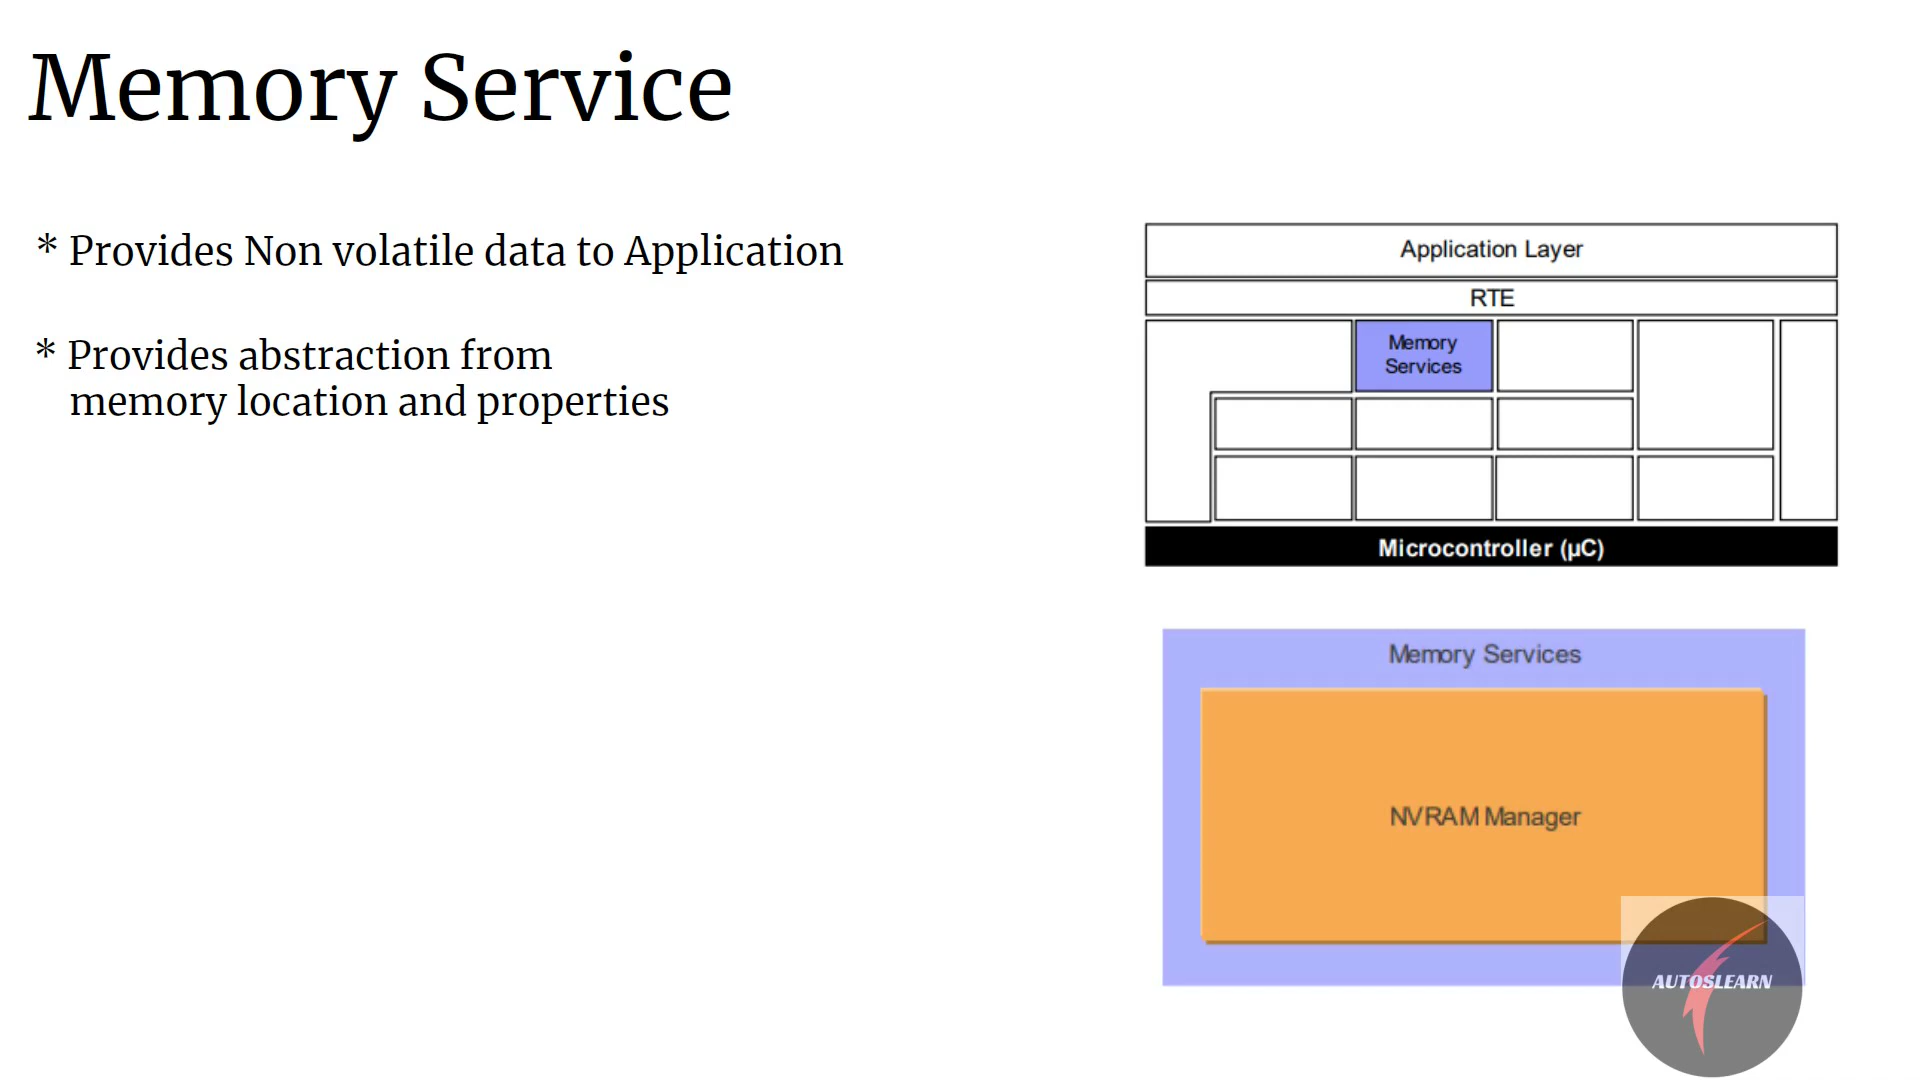 Memory Service
* Provides Non volatile data to Application
* Provides abstraction from
memory location and properties
Application Layer
RTE
Memory
Services
Microcontroller (µC)
Memory Services
NVRAM Manager
AUTOSLEARN